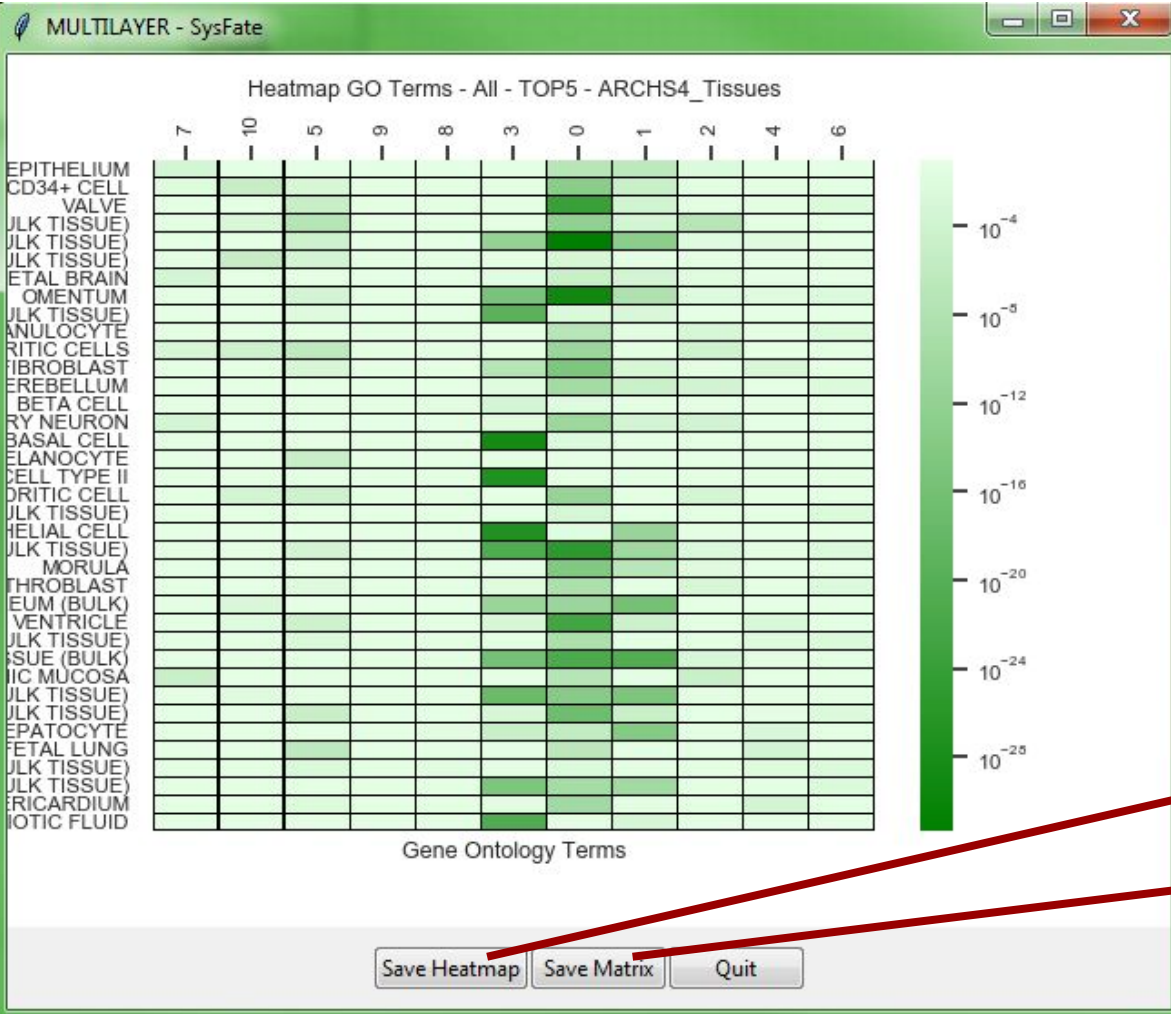 MULTILAYER - SysFate
Heatmap GO Terms - All - TOP5 - ARCHS4_Tissues
7 10 5 9 8 3 0 1 2 4 6
EPITHELIUM
CD34+ CELL
VALVE
ULK TISSUE)
ULK TISSUE)
ULK TISSUE)
ETAL BRAIN
OMENTUM
ULK TISSUE)
ANULOCYTE
RITIC CELLS
FIBROBLAST
EREBELLUM
BETA CELL
RY NEURON
BASAL CELL
ELANOCYTE
CELL TYPE II
DRITIC CELL
ULK TISSUE)
HELIAL CELL
ULK TISSUE)
MORULA
THROBLAST
EUM (BULK)
VENTRICLE
ULK TISSUE)
SSUE (BULK)
IC MUCOSA
ULK TISSUE)
ULK TISSUE)
EPATOCYTE
FETAL LUNG
ULK TISSUE)
ULK TISSUE)
ERICARDIUM
IOTIC FLUID
10⁻⁴
10⁻⁸
10⁻¹²
10⁻¹⁶
10⁻²⁰
10⁻²⁴
10⁻²⁸
Gene Ontology Terms
Save Heatmap Save Matrix Quit